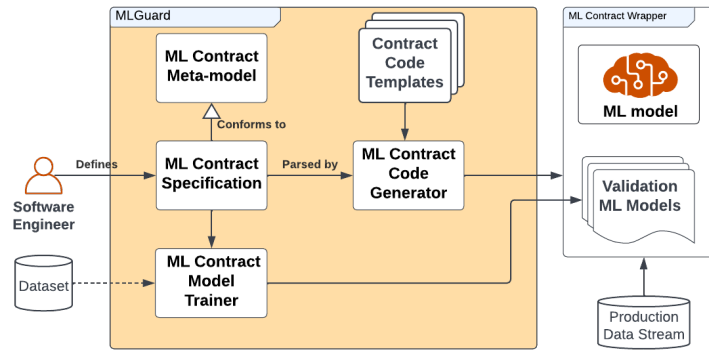 MLGuard
ML Contract Wrapper
ML Contract
Meta-model
Contract
Code
Templates
ML model
Conforms to
Defines
ML Contract
Specification
Parsed by
ML Contract
Code
Generator
Validation
ML Models
Software
Engineer
Dataset
ML Contract
Model
Trainer
Production
Data Stream